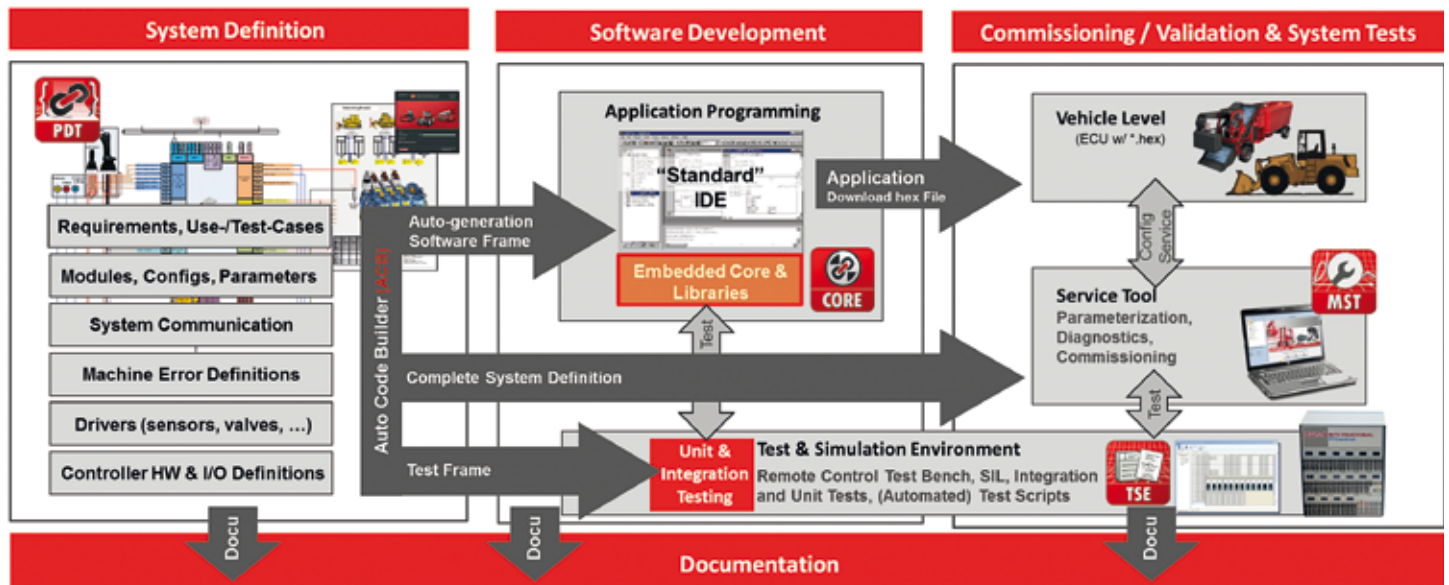 System Definition
Software Development
Commissioning / Validation & System Tests
PDT
Requirements, Use-/Test-Cases
Modules, Configs, Parameters
System Communication
Machine Error Definitions
Drivers (sensors, valves, ...)
Controller HW & I/O Definitions
Auto Code Builder (ACB)
Auto-generation
Software Frame
Complete System Definition
Test Frame
Application Programming
"Standard"
IDE
Embedded Core &
Libraries
CORE
Test
Application
Download hex File
Unit &
Integration
Testing
Test & Simulation Environment
Remote Control Test Bench, SIL, Integration
and Unit Tests, (Automated) Test Scripts
TSE
Vehicle Level
(ECU w/ *.hex)
Config
Service
Service Tool
Parameterization,
Diagnostics,
Commissioning
MST
Test
Docu
Docu
Docu
Documentation